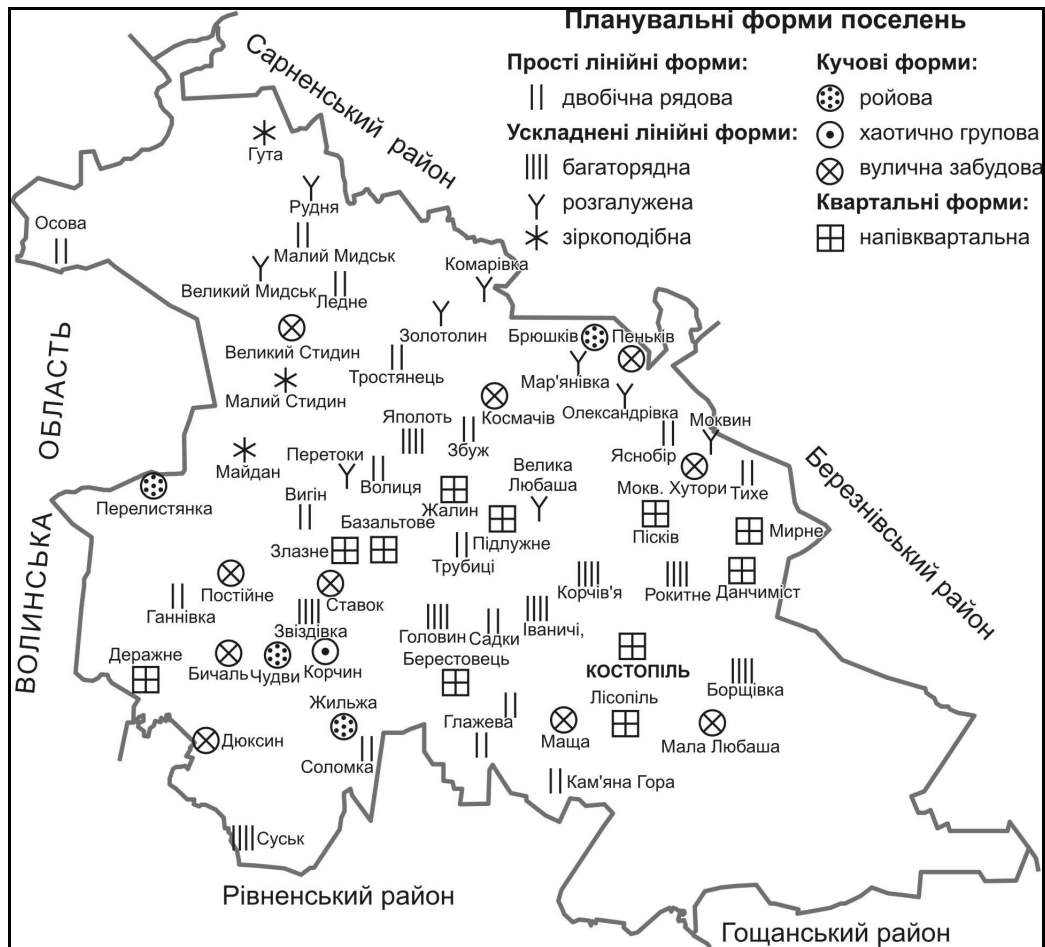 Планувальні форми поселень
Прості лінійні форми:
двобічна рядова
Ускладнені лінійні форми:
багаторядна
розгалужена
зіркоподібна
Кучові форми:
ройова
хаотично групова
вулична забудова
Квартальні форми:
напівквартальна
Сарненський район
Гута
Рудня
Осова
Малий Мидськ
Комарівка
Великий Мидськ
Ледне
Золотолин
Брюшків
Пеньків
Великий Стидин
Тростянець
Мар'янівка
Малий Стидин
Космачів
Олександрівка
Яполоть
Моквин
Збуж
Яснобір
Майдан
Перетоки
Волиця
Велика
Любаша
Мокв. Хутори
Тихе
Перелистянка
Вигін
Жалин
Базальтове
Підлужне
Пісків
Мирне
Злазне
Трубиці
Березнівський район
ВОЛИНСЬКА ОБЛАСТЬ
Постійне
Ставок
Корчів'я
Рокитне
Данчиміст
Ганнівка
Звіздівка
Головин
Садки
Іваничі,
Деражне
Бичаль
Чудви
Корчин
Берестовець
КОСТОПІЛЬ
Борщівка
Жильжа
Глажева
Лісопіль
Дюксин
Соломка
Маща
Мала Любаша
Кам'яна Гора
Суськ
Рівненський район
Гощанський район